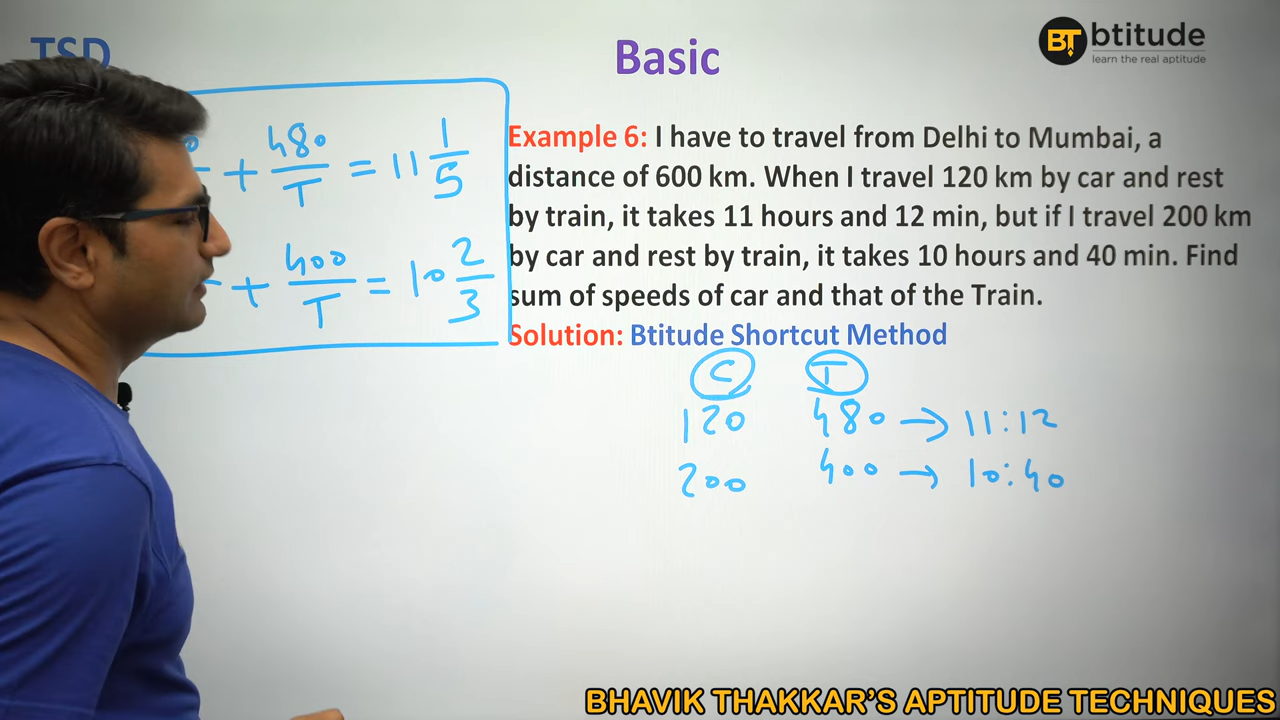 TSD
Basic
BT btitude
learn the real aptitude
+ 480/T = 11 1/5
+ 400/T = 10 2/3
Example 6: I have to travel from Delhi to Mumbai, a
distance of 600 km. When I travel 120 km by car and rest
by train, it takes 11 hours and 12 min, but if I travel 200 km
by car and rest by train, it takes 10 hours and 40 min. Find
sum of speeds of car and that of the Train.
Solution: Btitude Shortcut Method
C T
120 480 → 11:12
200 400 → 10:40
BHAVIK THAKKAR'S APTITUDE TECHNIQUES